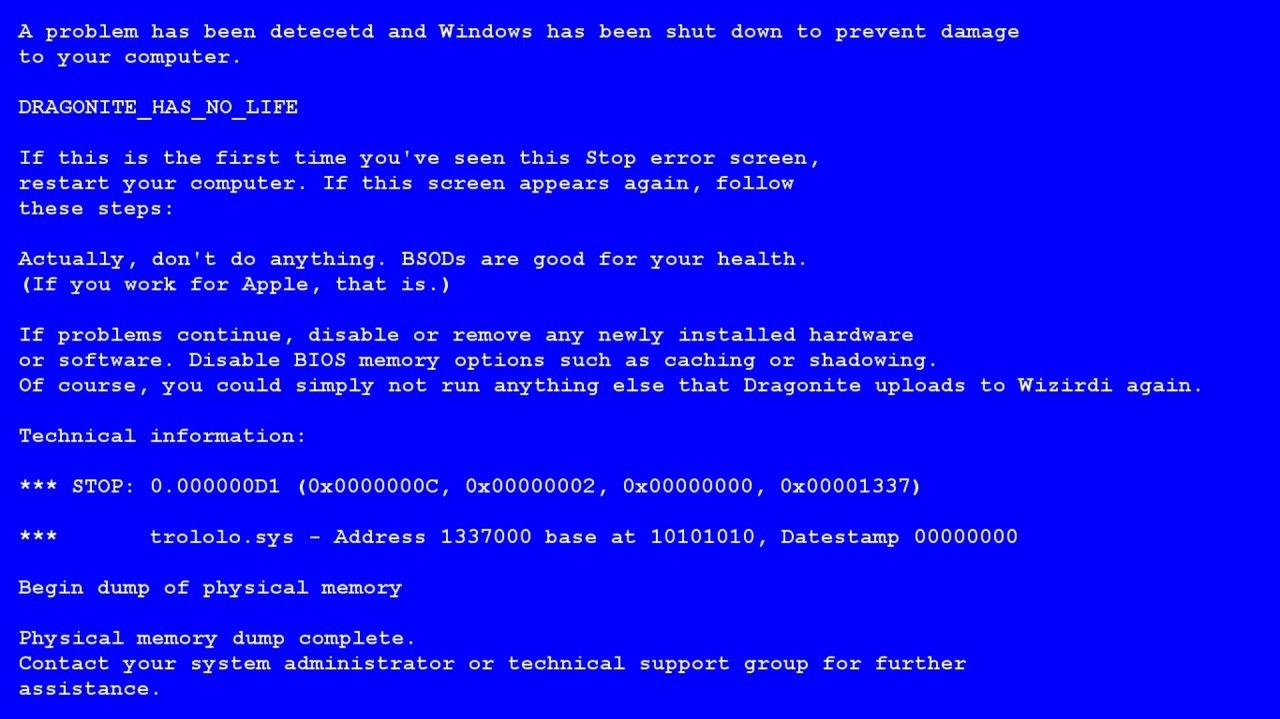 A problem has been detecetd and Windows has been shut down to prevent damage
to your computer.
DRAGONITE_HAS_NO_LIFE
If this is the first time you've seen this Stop error screen,
restart your computer. If this screen appears again, follow
these steps:
Actually, don't do anything. BSODs are good for your health.
(If you work for Apple, that is.)
If problems continue, disable or remove any newly installed hardware
or software. Disable BIOS memory options such as caching or shadowing.
Of course, you could simply not run anything else that Dragonite uploads to Wizirdi again.
Technical information:
*** STOP: 0.000000D1 (0x0000000C, 0x00000002, 0x00000000, 0x00001337)
***       trololo.sys - Address 1337000 base at 10101010, Datestamp 00000000
Begin dump of physical memory
Physical memory dump complete.
Contact your system administrator or technical support group for further
assistance.